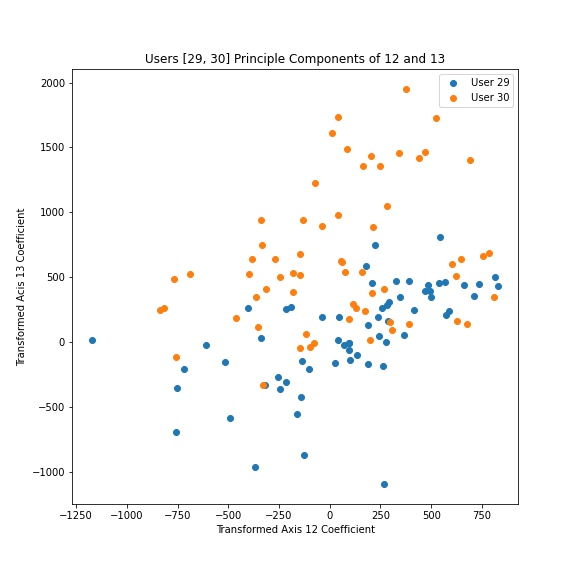 Users [29, 30] Principle Components of 12 and 13
User 29
User 30
2000
1500
1000
500
0
−500
−1000
Transformed Acis 13 Coefficient
−1250 −1000 −750 −500 −250 0 250 500 750
Transformed Axis 12 Coefficient